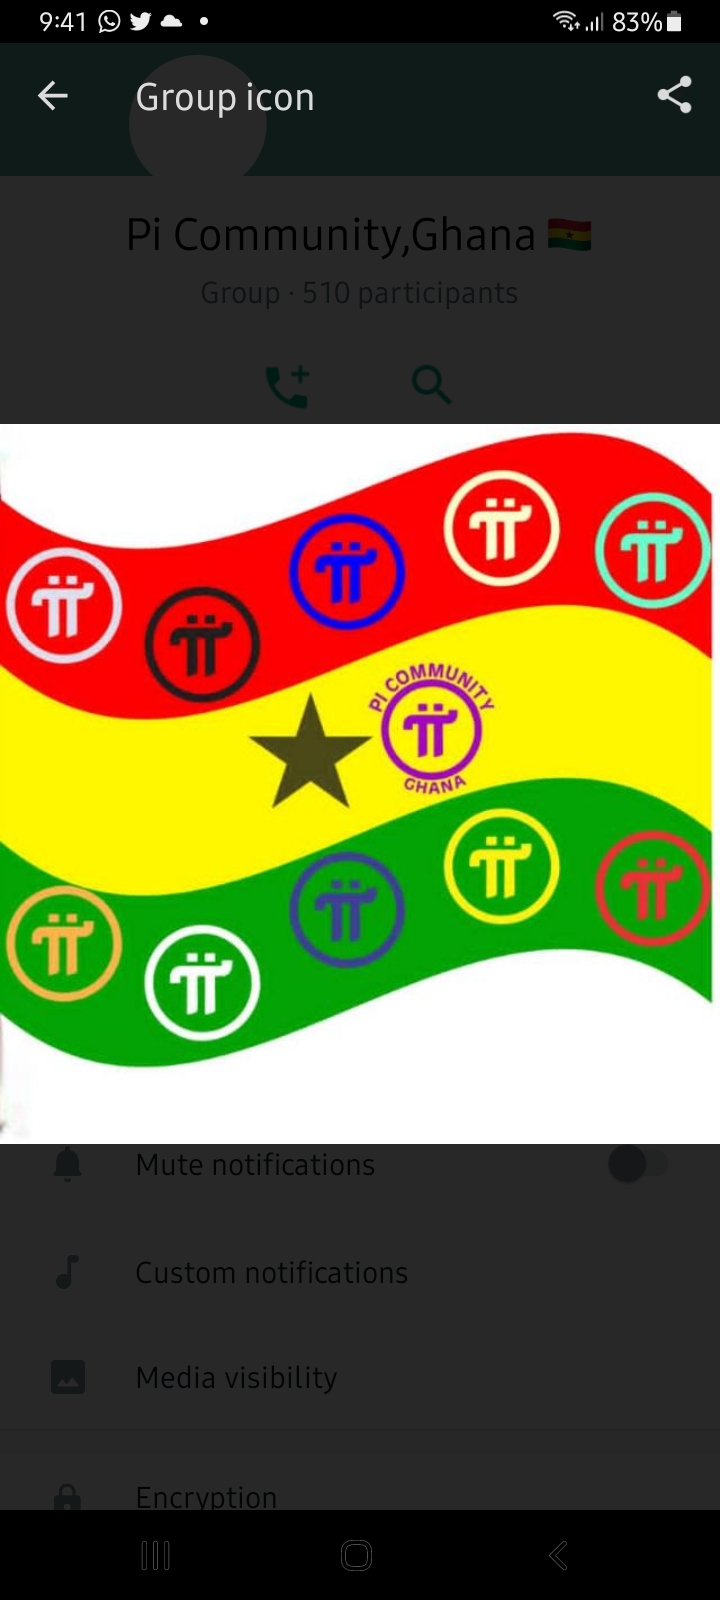 9:41
83%
Group icon
Pi Community,Ghana 🇬🇭
Group · 510 participants
PI COMMUNITY
GHANA
Mute notifications
Custom notifications
Media visibility
Encryption